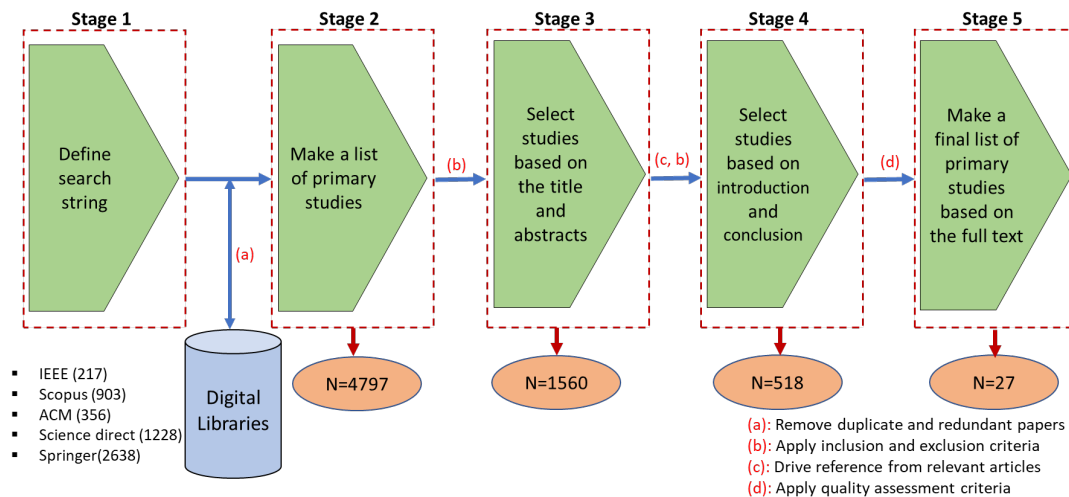 Stage 1
Stage 2
Stage 3
Stage 4
Stage 5
Define
search
string
(a)
Make a list
of primary
studies
(b)
Select
studies
based on
the title
and
abstracts
(c, b)
Select
studies
based on
introduction
and
conclusion
(d)
Make a
final list of
primary
studies
based on
the full text
▪ IEEE (217)
▪ Scopus (903)
▪ ACM (356)
▪ Science direct (1228)
▪ Springer(2638)
Digital
Libraries
N=4797
N=1560
N=518
N=27
(a): Remove duplicate and redundant papers
(b): Apply inclusion and exclusion criteria
(c): Drive reference from relevant articles
(d): Apply quality assessment criteria